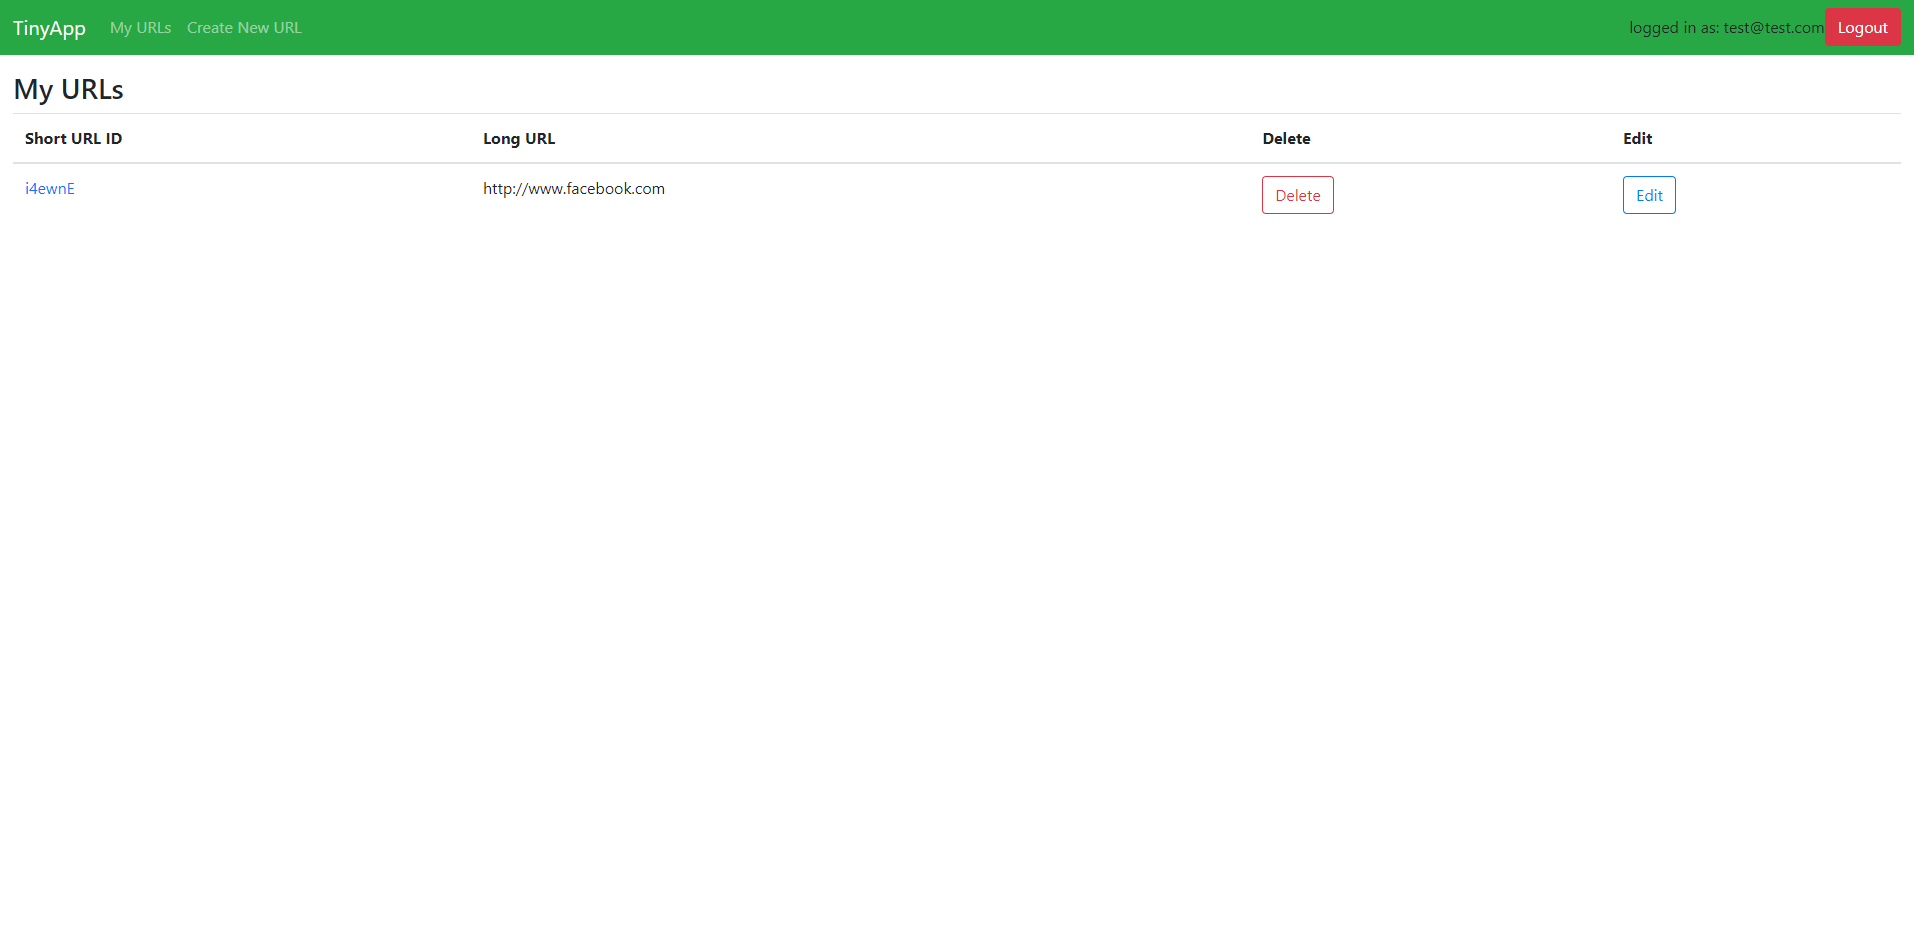 TinyApp My URLs Create New URL logged in as: test@test.com Logout
My URLs
Short URL ID Long URL Delete Edit
i4ewnE http://www.facebook.com Delete Edit